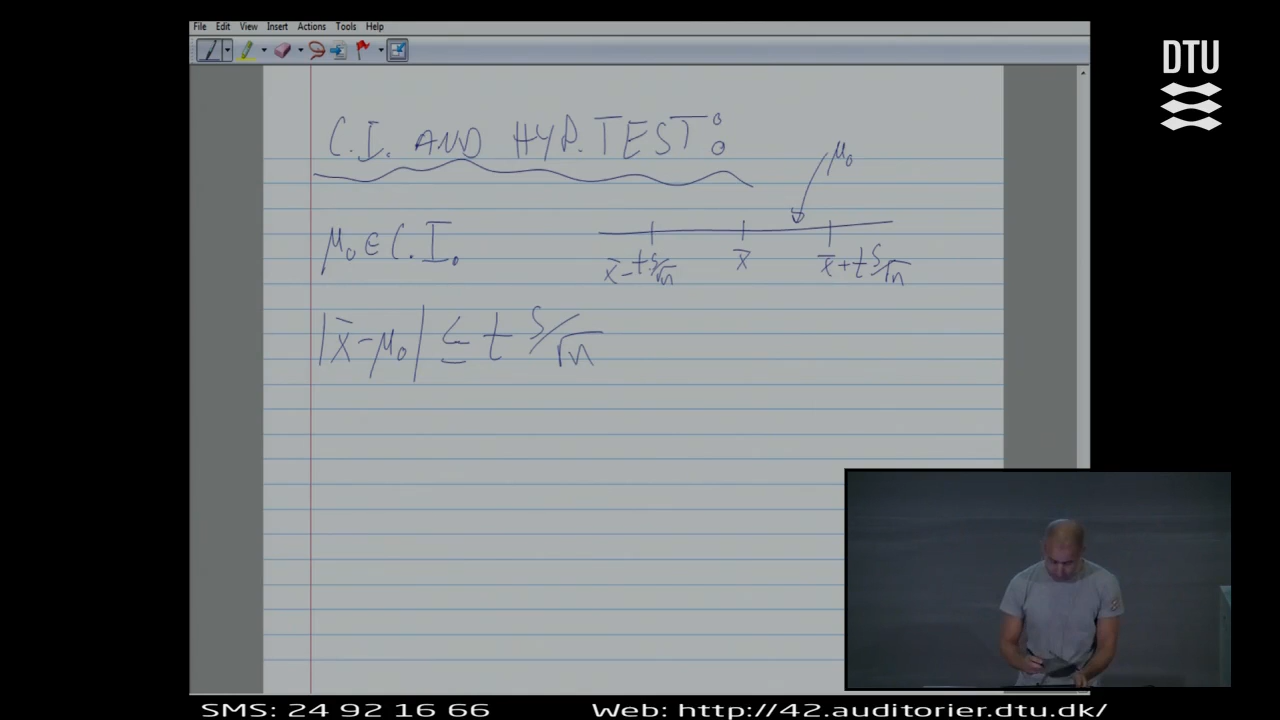 File Edit View Insert Actions Tools Help
DTU
C.I. AND HYP. TEST:
μ₀
μ₀ ∈ C.I.
x̄ - t s/√n x̄ x̄ + t s/√n
|x̄ - μ₀| ≤ t s/√n
SMS: 24 92 16 66 Web: http://42.auditorier.dtu.dk/